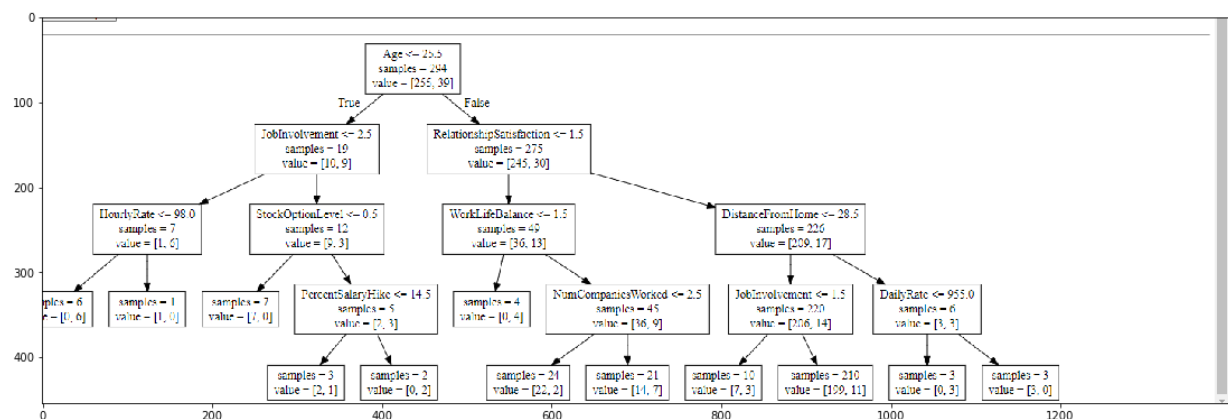 0
Age <= 25.5
samples = 294
value = [255, 39]
100
True
False
JobInvolvement <= 2.5
samples = 19
value = [10, 9]
RelationshipSatisfaction <= 1.5
samples = 275
value = [245, 30]
200
HourlyRate <= 98.0
samples = 7
value = [1, 6]
StockOptionLevel <= 0.5
samples = 12
value = [9, 3]
WorkLifeBalance <= 1.5
samples = 49
value = [36, 13]
DistanceFromHome <= 28.5
samples = 226
value = [209, 17]
300
ples = 6
e = [0, 6]
samples = 1
value = [1, 0]
samples = 7
value = [7, 0]
PercentSalaryHike <= 14.5
samples = 5
value = [2, 3]
samples = 4
value = [0, 4]
NumCompaniesWorked <= 2.5
samples = 45
value = [36, 9]
JobInvolvement <= 1.5
samples = 220
value = [206, 14]
DailyRate <= 955.0
samples = 6
value = [3, 3]
400
samples = 3
value = [2, 1]
samples = 2
value = [0, 2]
samples = 24
value = [22, 2]
samples = 21
value = [14, 7]
samples = 10
value = [7, 3]
samples = 210
value = [199, 11]
samples = 3
value = [0, 3]
samples = 3
value = [3, 0]
0 200 400 600 800 1000 1200